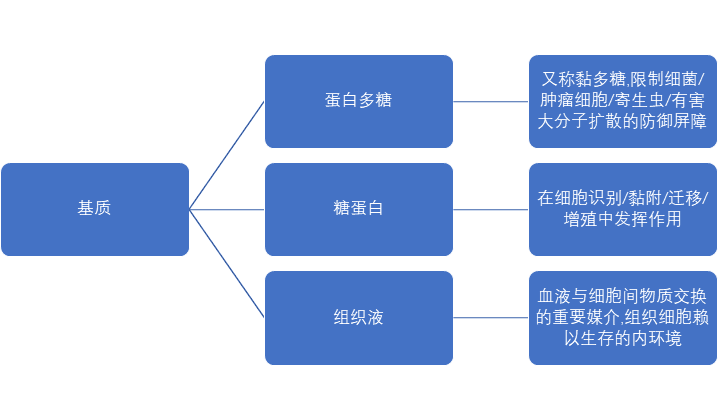 基质
蛋白多糖
又称黏多糖,限制细菌/
肿瘤细胞/寄生虫/有害
大分子扩散的防御屏障
糖蛋白
在细胞识别/黏附/迁移/
增殖中发挥作用
组织液
血液与细胞间物质交换
的重要媒介,组织细胞赖
以生存的内环境